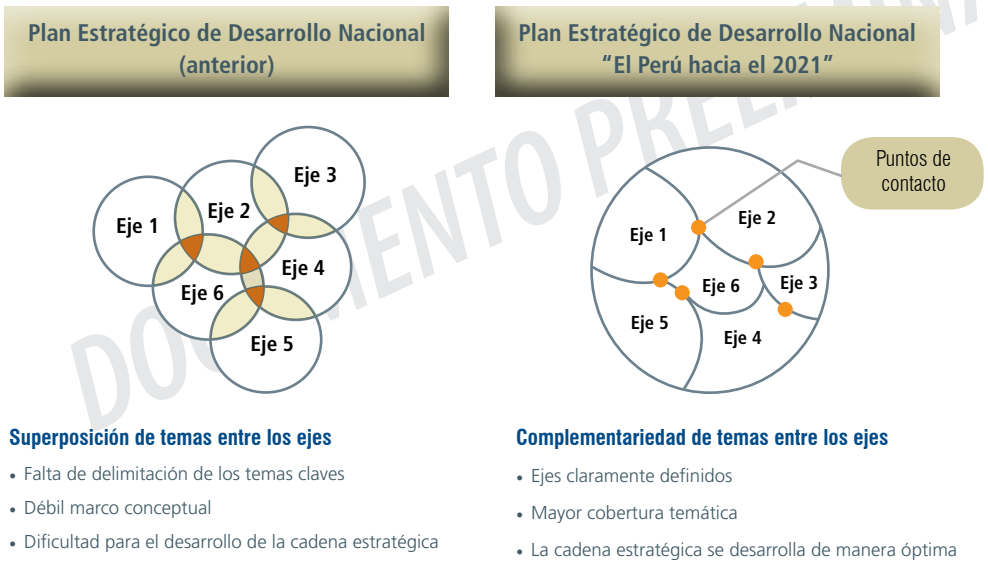 Plan Estratégico de Desarrollo Nacional
(anterior)
Plan Estratégico de Desarrollo Nacional
“El Perú hacia el 2021”
DOCUMENTO PRELIMINAR
Eje 1
Eje 2
Eje 3
Eje 4
Eje 6
Eje 5
Puntos de
contacto
Eje 1
Eje 2
Eje 6
Eje 3
Eje 5
Eje 4
Superposición de temas entre los ejes
• Falta de delimitación de los temas claves
• Débil marco conceptual
• Dificultad para el desarrollo de la cadena estratégica
Complementariedad de temas entre los ejes
• Ejes claramente definidos
• Mayor cobertura temática
• La cadena estratégica se desarrolla de manera óptima